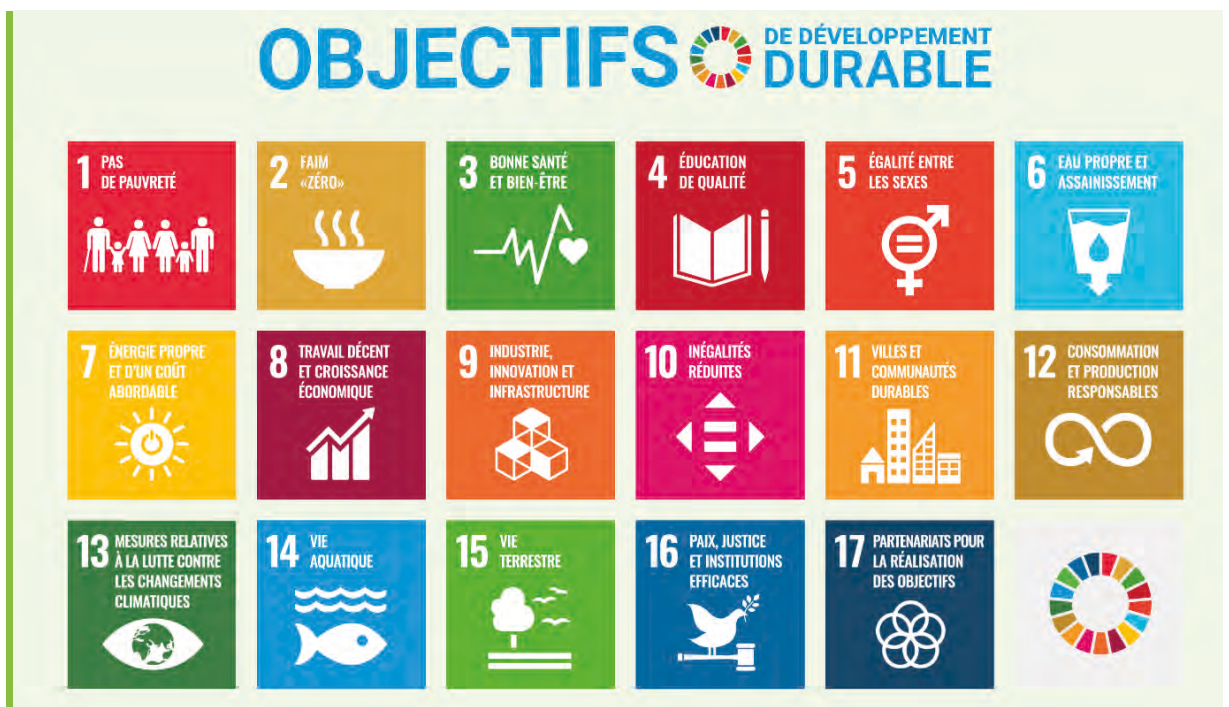 OBJECTIFS DE DÉVELOPPEMENT
DURABLE
1 PAS
DE PAUVRETÉ
2 FAIM
«ZÉRO»
3 BONNE SANTÉ
ET BIEN-ÊTRE
4 ÉDUCATION
DE QUALITÉ
5 ÉGALITÉ ENTRE
LES SEXES
6 EAU PROPRE ET
ASSAINISSEMENT
7 ÉNERGIE PROPRE
ET D'UN COÛT
ABORDABLE
8 TRAVAIL DÉCENT
ET CROISSANCE
ÉCONOMIQUE
9 INDUSTRIE,
INNOVATION ET
INFRASTRUCTURE
10 INÉGALITÉS
RÉDUITES
11 VILLES ET
COMMUNAUTÉS
DURABLES
12 CONSOMMATION
ET PRODUCTION
RESPONSABLES
13 MESURES RELATIVES
À LA LUTTE CONTRE
LES CHANGEMENTS
CLIMATIQUES
14 VIE
AQUATIQUE
15 VIE
TERRESTRE
16 PAIX, JUSTICE
ET INSTITUTIONS
EFFICACES
17 PARTENARIATS POUR
LA RÉALISATION
DES OBJECTIFS